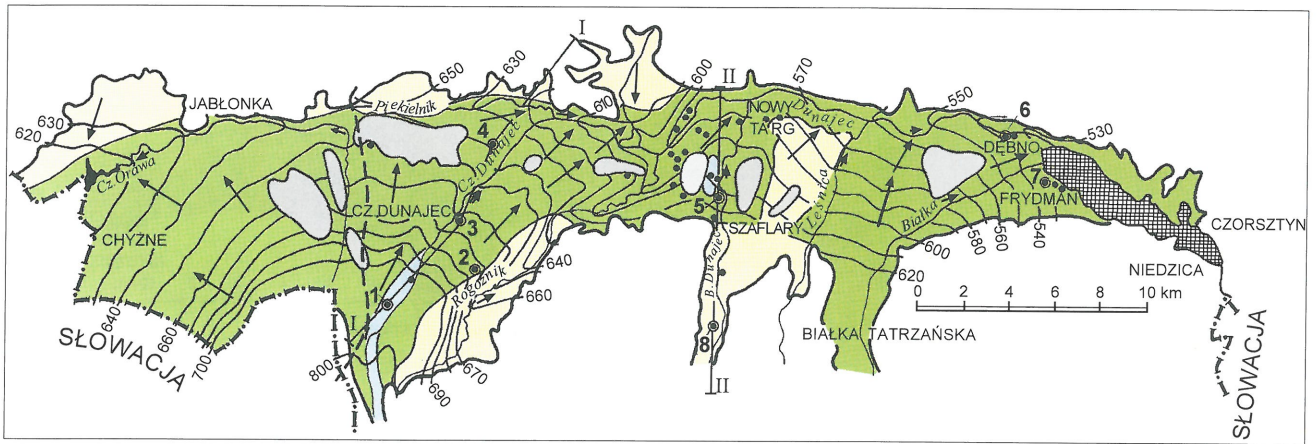 I
650
630
600
II
570
JABŁONKA
Piekielnik
NOWY
TARG
Dunajec
550
6
630
620
610
4
530
DĘBNO
Cz. Orawa
Cz. Dunajec
7
CZ. DUNAJEC
FRYDMAN
5
CHYŻNE
3
SZAFLARY
Leśnica
Białka
CZORSZTYN
2
Rogoźnik
B. Dunajec
600
580
560
540
640
NIEDZICA
1
660
620
0
2
4
6
8
10 km
640
660
SŁOWACJA
700
I
8
BIAŁKA TATRZAŃSKA
800
670
690
II
SŁOWACJA